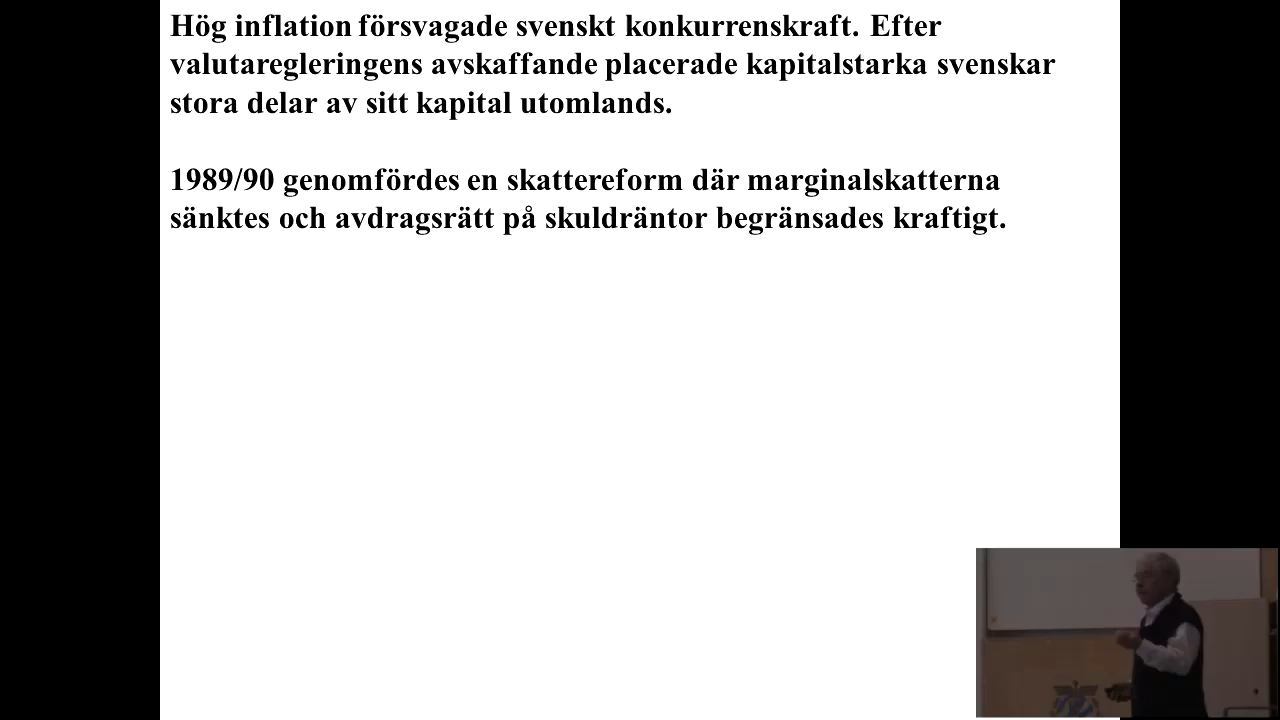 Hög inflation försvagade svenskt konkurrenskraft. Efter
valutaregleringens avskaffande placerade kapitalstarka svenskar
stora delar av sitt kapital utomlands.
1989/90 genomfördes en skattereform där marginalskatterna
sänktes och avdragsrätt på skuldräntor begränsades kraftigt.